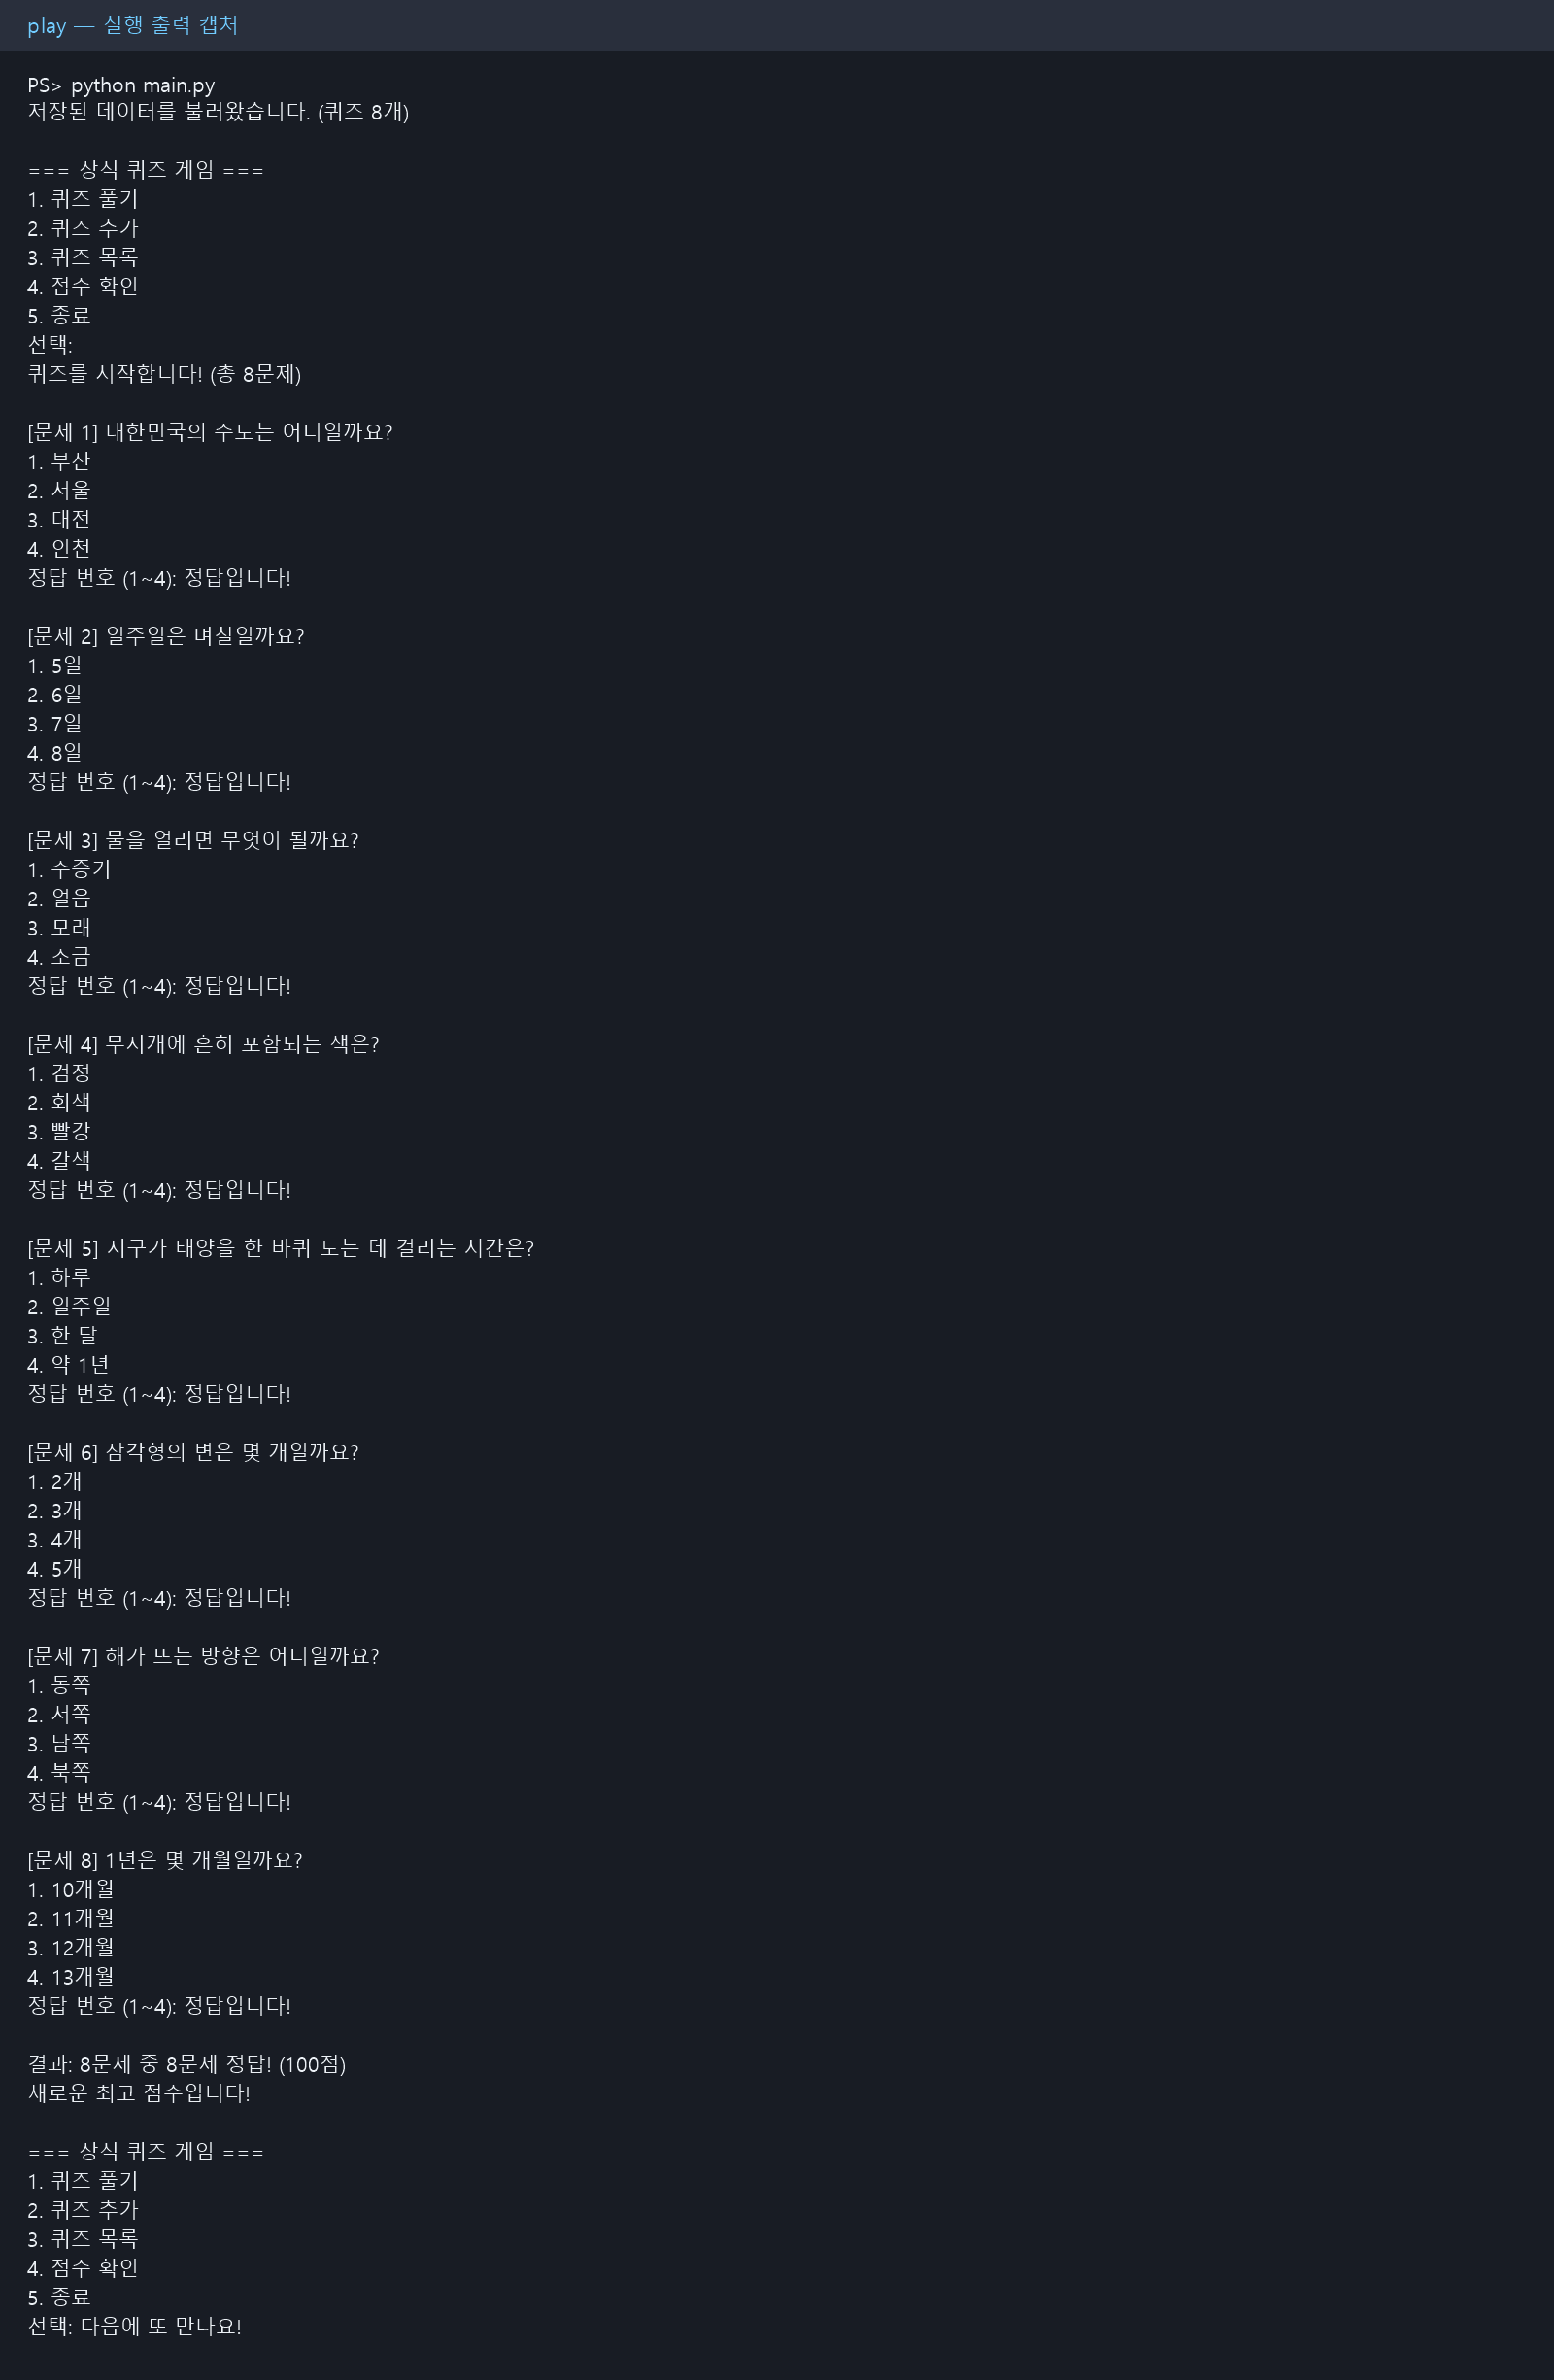 play — 실행 출력 캡처
PS> python main.py
저장된 데이터를 불러왔습니다. (퀴즈 8개)
=== 상식 퀴즈 게임 ===
1. 퀴즈 풀기
2. 퀴즈 추가
3. 퀴즈 목록
4. 점수 확인
5. 종료
선택:
퀴즈를 시작합니다! (총 8문제)
[문제 1] 대한민국의 수도는 어디일까요?
1. 부산
2. 서울
3. 대전
4. 인천
정답 번호 (1~4): 정답입니다!
[문제 2] 일주일은 며칠일까요?
1. 5일
2. 6일
3. 7일
4. 8일
정답 번호 (1~4): 정답입니다!
[문제 3] 물을 얼리면 무엇이 될까요?
1. 수증기
2. 얼음
3. 모래
4. 소금
정답 번호 (1~4): 정답입니다!
[문제 4] 무지개에 흔히 포함되는 색은?
1. 검정
2. 회색
3. 빨강
4. 갈색
정답 번호 (1~4): 정답입니다!
[문제 5] 지구가 태양을 한 바퀴 도는 데 걸리는 시간은?
1. 하루
2. 일주일
3. 한 달
4. 약 1년
정답 번호 (1~4): 정답입니다!
[문제 6] 삼각형의 변은 몇 개일까요?
1. 2개
2. 3개
3. 4개
4. 5개
정답 번호 (1~4): 정답입니다!
[문제 7] 해가 뜨는 방향은 어디일까요?
1. 동쪽
2. 서쪽
3. 남쪽
4. 북쪽
정답 번호 (1~4): 정답입니다!
[문제 8] 1년은 몇 개월일까요?
1. 10개월
2. 11개월
3. 12개월
4. 13개월
정답 번호 (1~4): 정답입니다!
결과: 8문제 중 8문제 정답! (100점)
새로운 최고 점수입니다!
=== 상식 퀴즈 게임 ===
1. 퀴즈 풀기
2. 퀴즈 추가
3. 퀴즈 목록
4. 점수 확인
5. 종료
선택: 다음에 또 만나요!